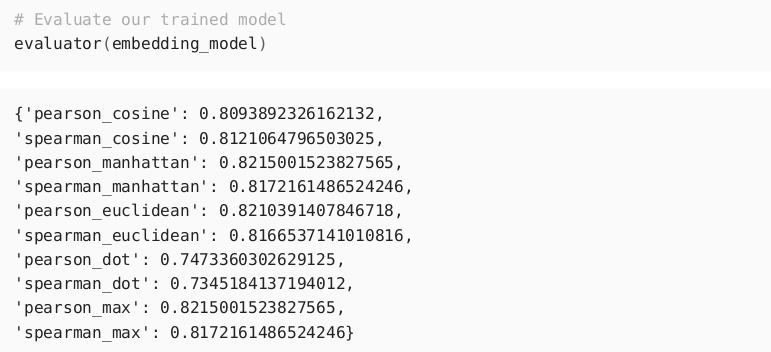 # Evaluate our trained model
evaluator(embedding_model)
{'pearson_cosine': 0.8093892326162132,
'spearman_cosine': 0.8121064796503025,
'pearson_manhattan': 0.8215001523827565,
'spearman_manhattan': 0.8172161486524246,
'pearson_euclidean': 0.8210391407846718,
'spearman_euclidean': 0.8166537141010816,
'pearson_dot': 0.7473360302629125,
'spearman_dot': 0.7345184137194012,
'pearson_max': 0.8215001523827565,
'spearman_max': 0.8172161486524246}